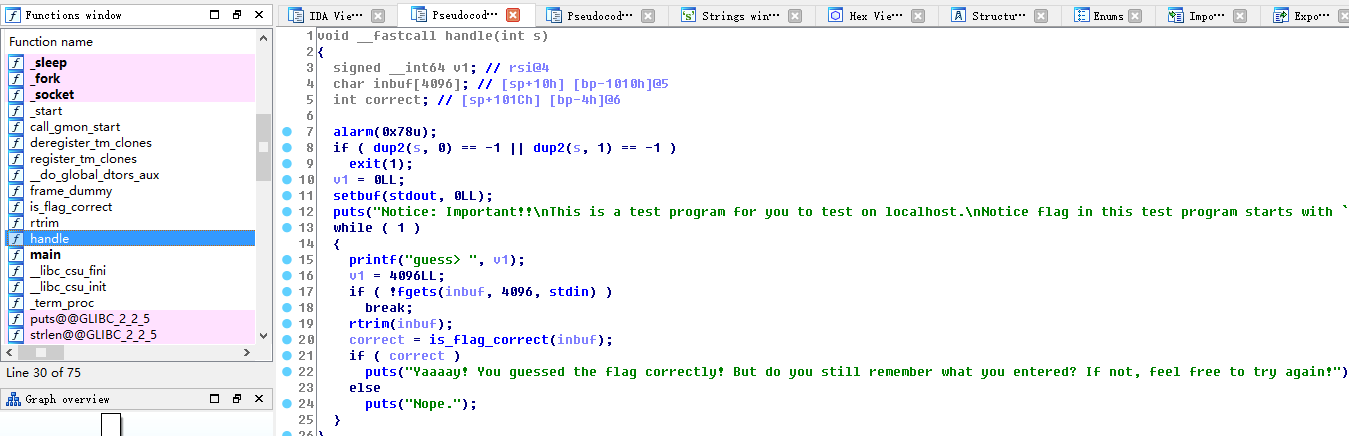 Functions window
IDA Vie···
Pseudocod···
Pseudocod···
Strings win···
Hex Vie···
Structu···
Enums
Impo···
Expo···
Function name
_sleep
_fork
_socket
_start
call_gmon_start
deregister_tm_clones
register_tm_clones
__do_global_dtors_aux
frame_dummy
is_flag_correct
rtrim
handle
main
__libc_csu_fini
__libc_csu_init
_term_proc
puts@@GLIBC_2_2_5
strlen@@GLIBC_2_2_5
Line 30 of 75
Graph overview
1 void __fastcall handle(int s)
2 {
3 signed __int64 v1; // rsi@4
4 char inbuf[4096]; // [sp+10h] [bp-1010h]@5
5 int correct; // [sp+101Ch] [bp-4h]@6
6
7 alarm(0x78u);
8 if ( dup2(s, 0) == -1 || dup2(s, 1) == -1 )
9 exit(1);
10 v1 = 0LL;
11 setbuf(stdout, 0LL);
12 puts("Notice: Important!!\nThis is a test program for you to test on localhost.\nNotice flag in this test program starts with `
13 while ( 1 )
14 {
15 printf("guess> ", v1);
16 v1 = 4096LL;
17 if ( !fgets(inbuf, 4096, stdin) )
18 break;
19 rtrim(inbuf);
20 correct = is_flag_correct(inbuf);
21 if ( correct )
22 puts("Yaaaay! You guessed the flag correctly! But do you still remember what you entered? If not, feel free to try again!")
23 else
24 puts("Nope.");
25 }
26 }